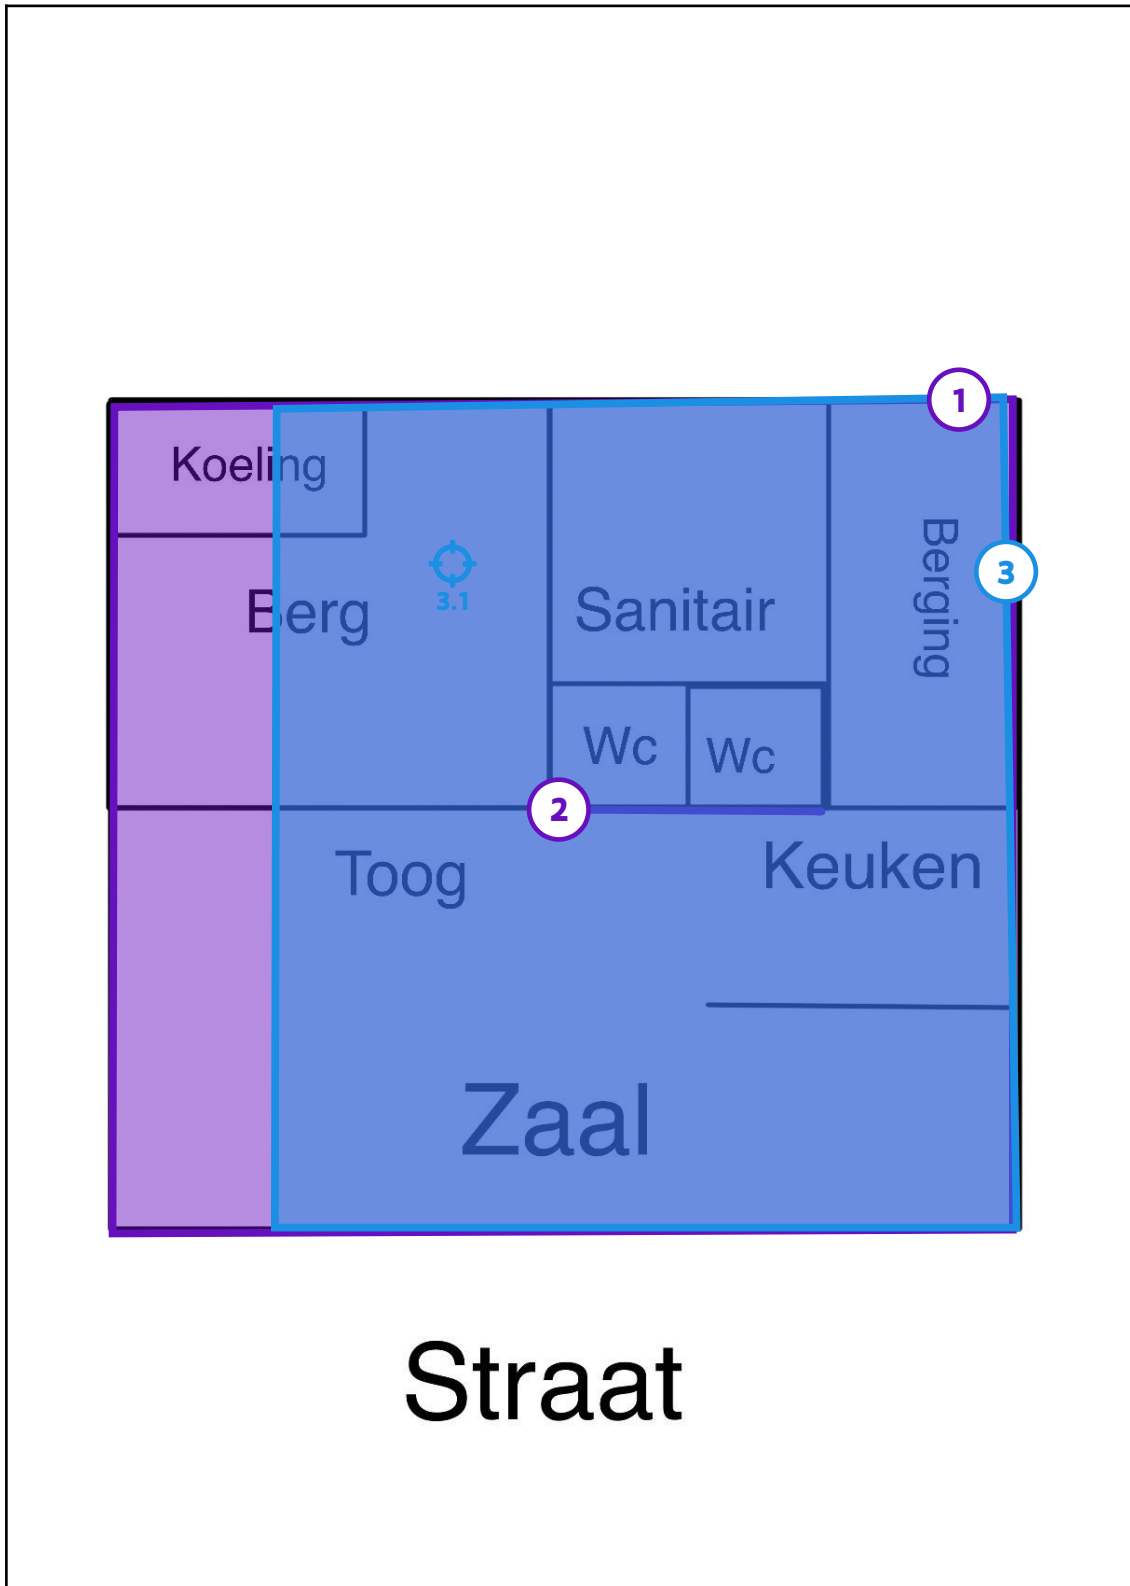 1
Koeling
Berging
3
3.1
Berg
Sanitair
Wc
Wc
2
Toog
Keuken
Zaal
Straat